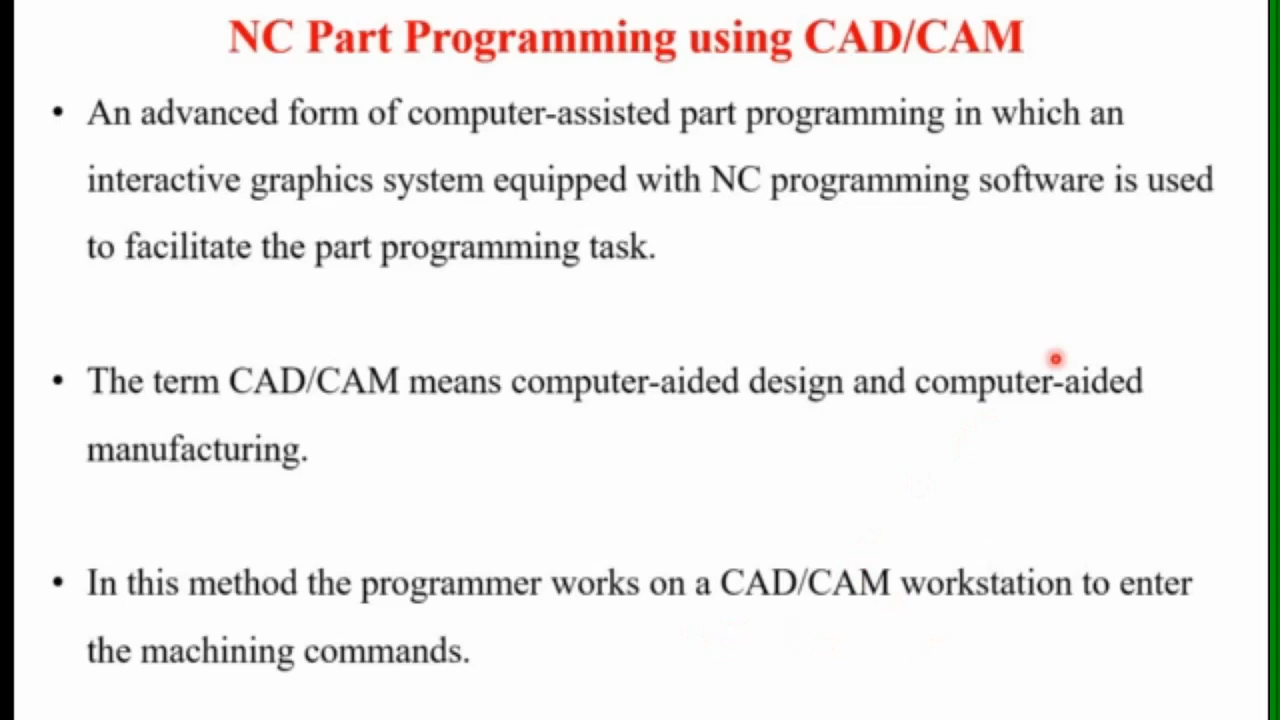 NC Part Programming using CAD/CAM
• An advanced form of computer-assisted part programming in which an
interactive graphics system equipped with NC programming software is used
to facilitate the part programming task.
• The term CAD/CAM means computer-aided design and computer-aided
manufacturing.
• In this method the programmer works on a CAD/CAM workstation to enter
the machining commands.